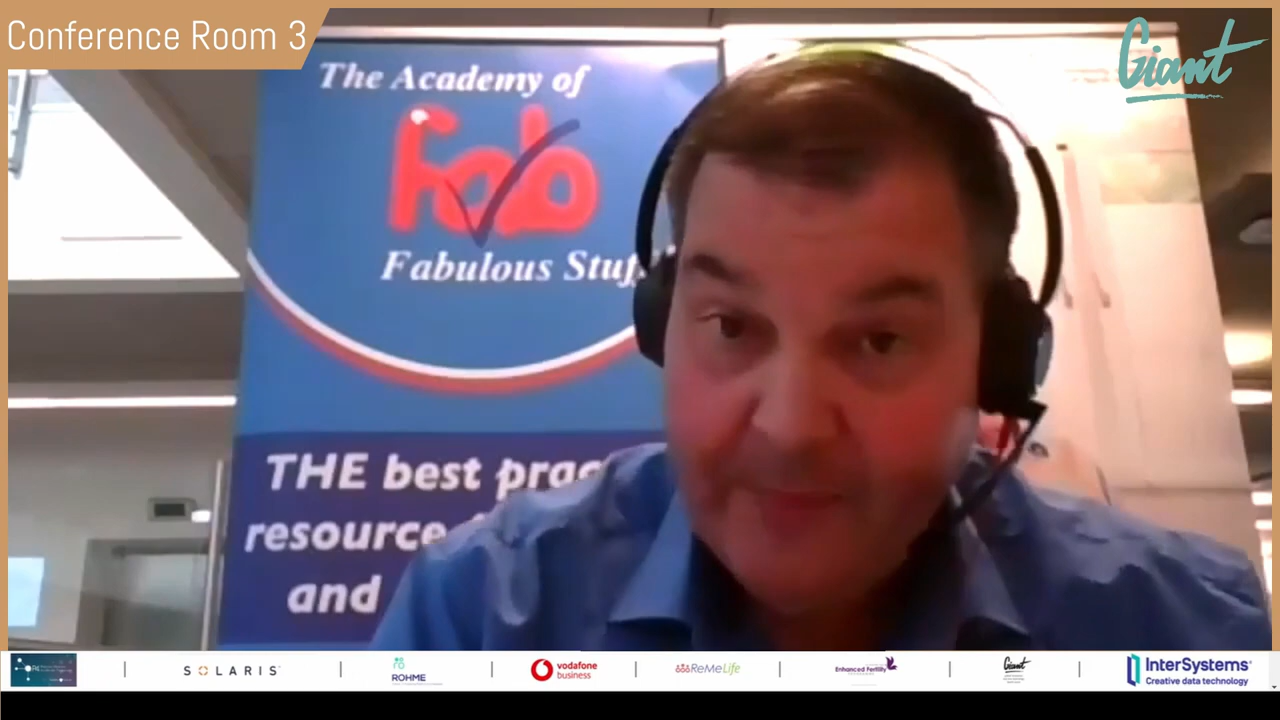 Conference Room 3
Giant
The Academy of
Fab
Fabulous Stuff
THE best prac
resource
and
SOLARIS
ROHME
vodafone
business
ReMeLife
Enhanced Fertility
Giant
InterSystems®
Creative data technology